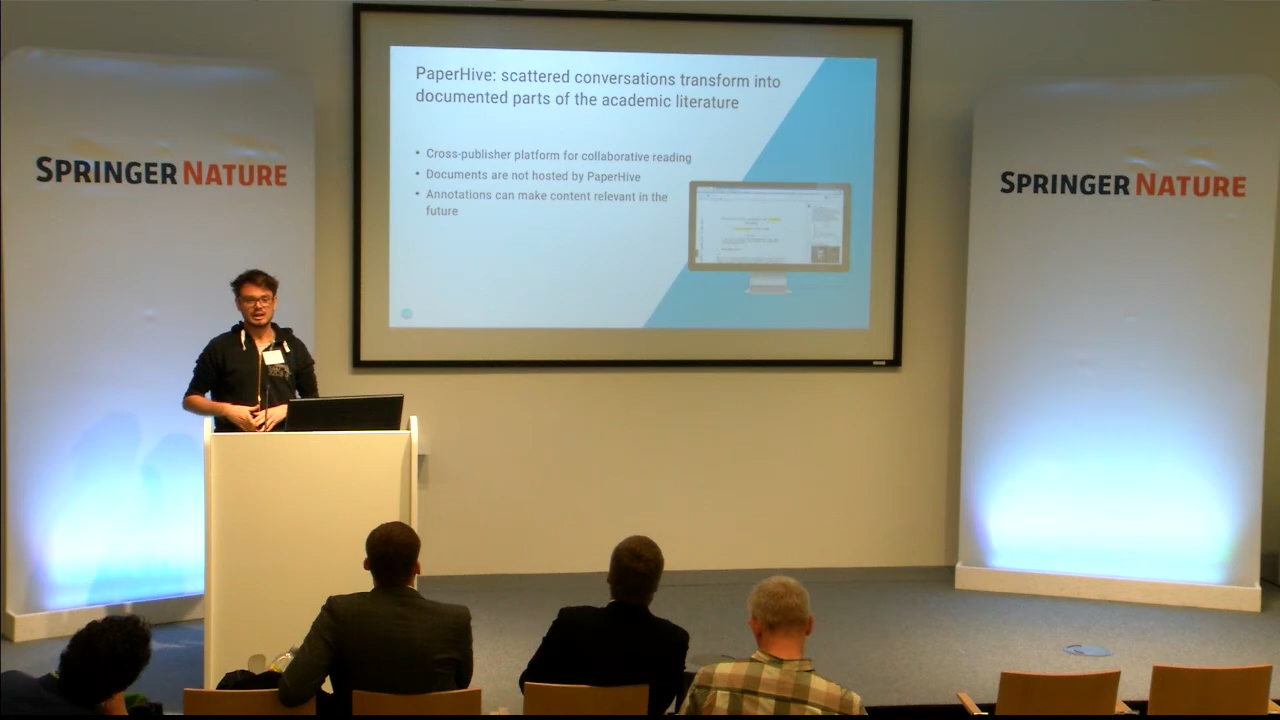 SPRINGER NATURE
PaperHive: scattered conversations transform into
documented parts of the academic literature
• Cross-publisher platform for collaborative reading
• Documents are not hosted by PaperHive
• Annotations can make content relevant in the
future
SPRINGER NATURE